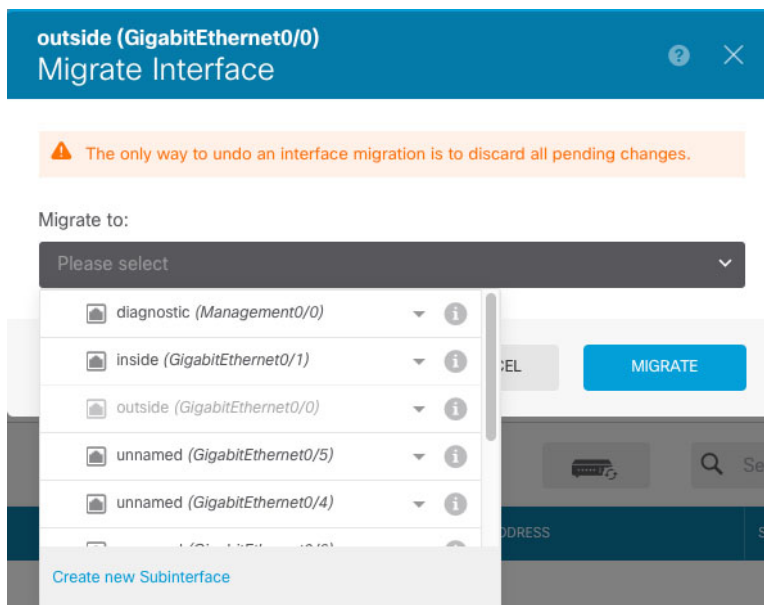 outside (GigabitEthernet0/0)
Migrate Interface
The only way to undo an interface migration is to discard all pending changes.
Migrate to:
Please select
diagnostic (Management0/0)
inside (GigabitEthernet0/1)
outside (GigabitEthernet0/0)
unnamed (GigabitEthernet0/5)
unnamed (GigabitEthernet0/4)
Create new Subinterface
MIGRATE